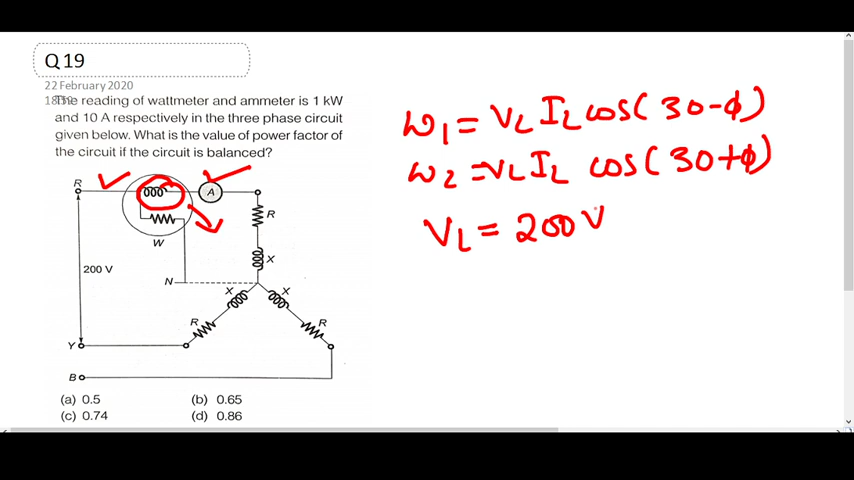 Q 19
22 February 2020
The reading of wattmeter and ammeter is 1 kW
and 10 A respectively in the three phase circuit
given below. What is the value of power factor of
the circuit if the circuit is balanced?
R
A
R
W
X
200 V
N
X
X
R
R
Y
B
(a) 0.5
(b) 0.65
(c) 0.74
(d) 0.86
ω1 = VL IL cos(30-ϕ)
ω2 = VL IL cos(30+ϕ)
VL = 200 V